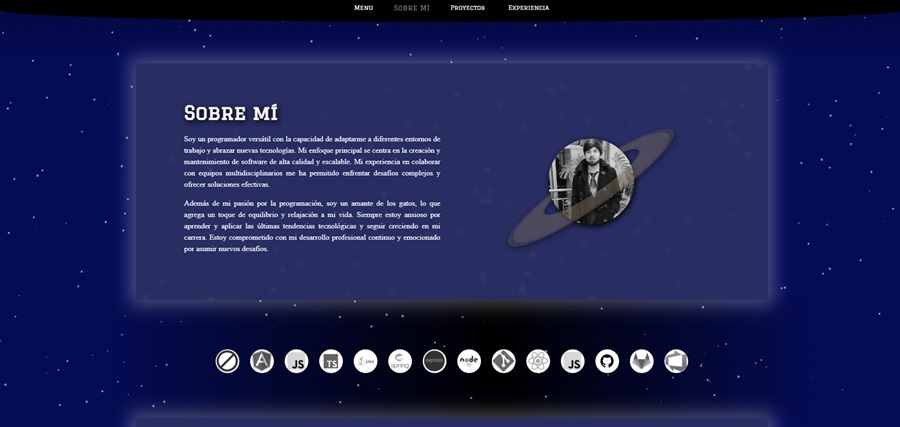 Menu
Sobre mí
Proyectos
Experiencia
Sobre mí
Soy un programador versátil con la capacidad de adaptarme a diferentes entornos de
trabajo y abrazar nuevas tecnologías. Mi enfoque principal se centra en la creación y
mantenimiento de software de alta calidad y escalable. Mi experiencia en colaborar
con equipos multidisciplinarios me ha permitido enfrentar desafíos complejos y
ofrecer soluciones efectivas.
Además de mi pasión por la programación, soy un amante de los gatos, lo que
agrega un toque de equilibrio y relajación a mi vida. Siempre estoy ansioso por
aprender y aplicar las últimas tendencias tecnológicas y seguir creciendo en mi
carrera. Estoy comprometido con mi desarrollo profesional continuo y emocionado
por asumir nuevos desafíos.
A
JS
TS
Java
spring
express
node
JS